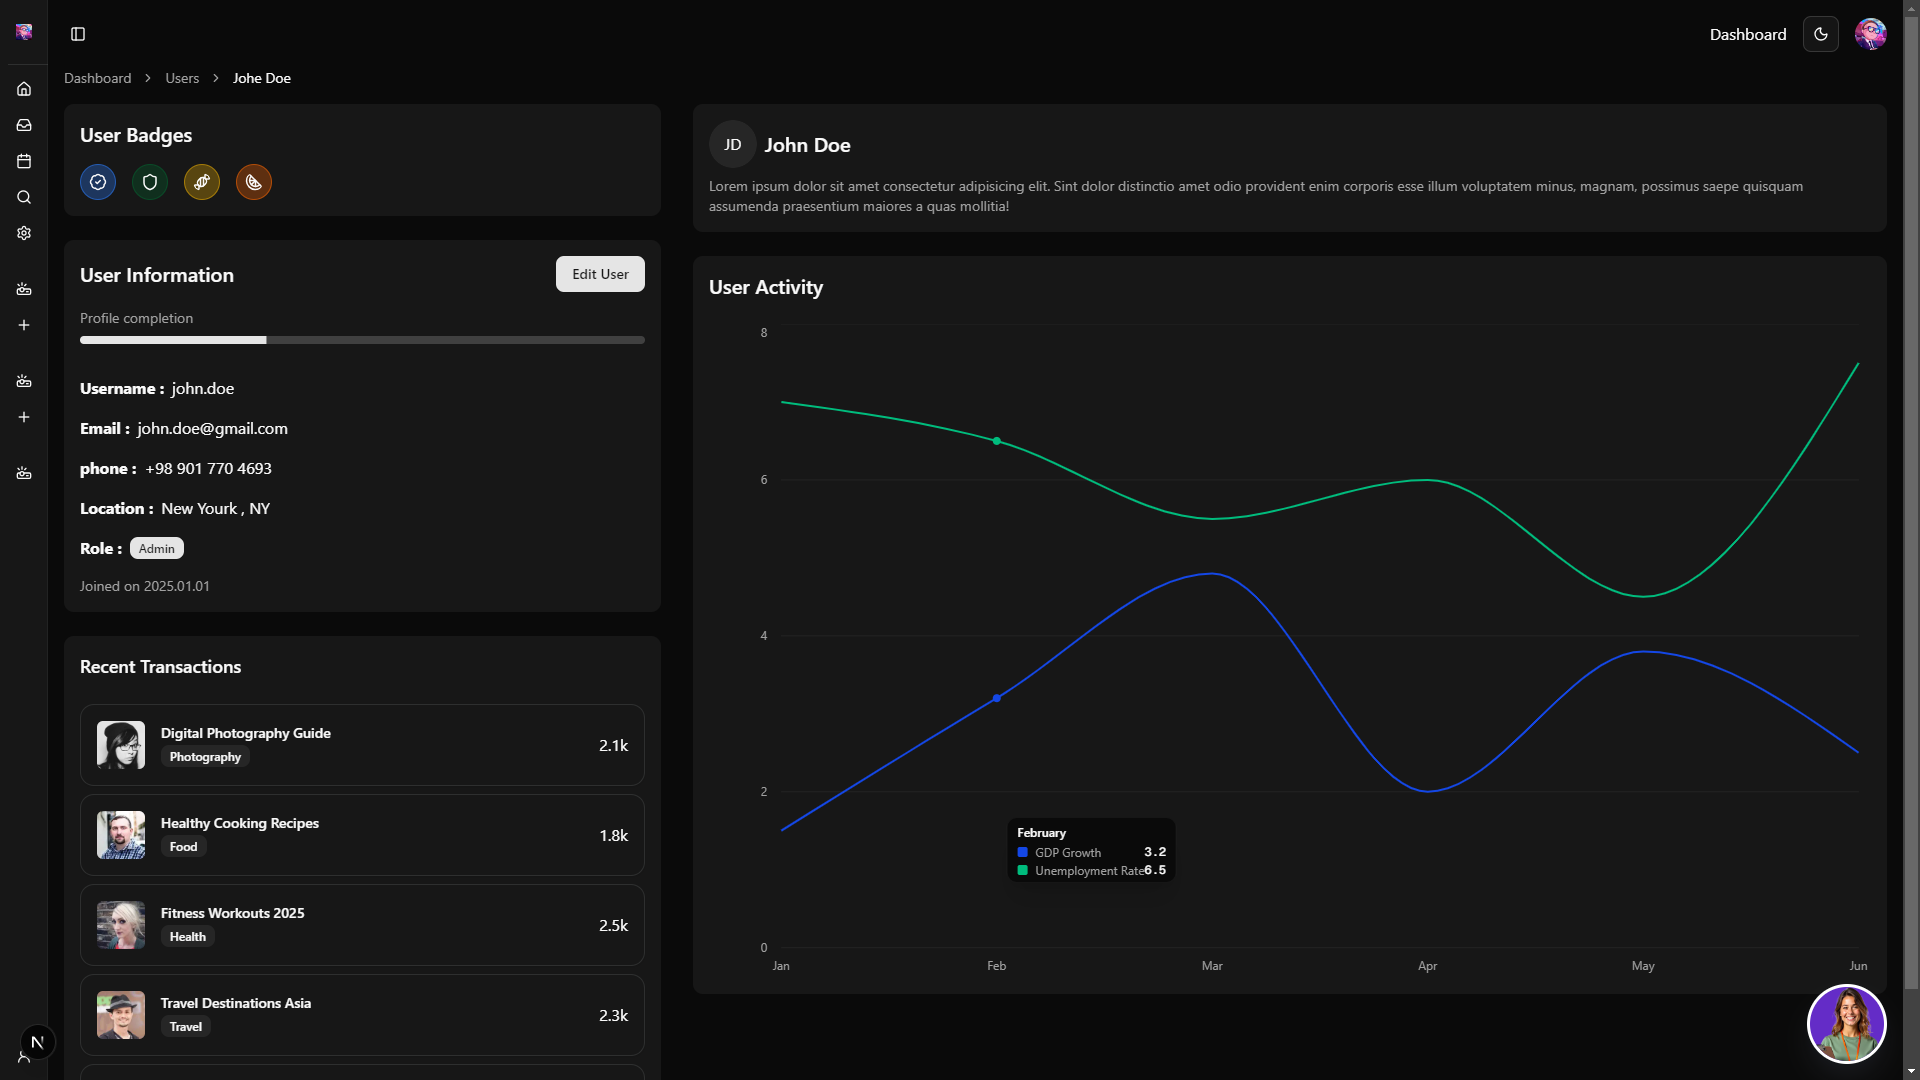 Dashboard
Dashboard > Users > Johe Doe
User Badges
User Information
Edit User
Profile completion
Username : john.doe
Email : john.doe@gmail.com
phone : +98 901 770 4693
Location : New Yourk , NY
Role : Admin
Joined on 2025.01.01
Recent Transactions
Digital Photography Guide
Photography
2.1k
Healthy Cooking Recipes
Food
1.8k
Fitness Workouts 2025
Health
2.5k
Travel Destinations Asia
Travel
2.3k
N
JD John Doe
Lorem ipsum dolor sit amet consectetur adipisicing elit. Sint dolor distinctio amet odio provident enim corporis esse illum voluptatem minus, magnam, possimus saepe quisquam
assumenda praesentium maiores a quas mollitia!
User Activity
8
6
4
2
0
Jan Feb Mar Apr May Jun
February
GDP Growth 3.2
Unemployment Rate 6.5